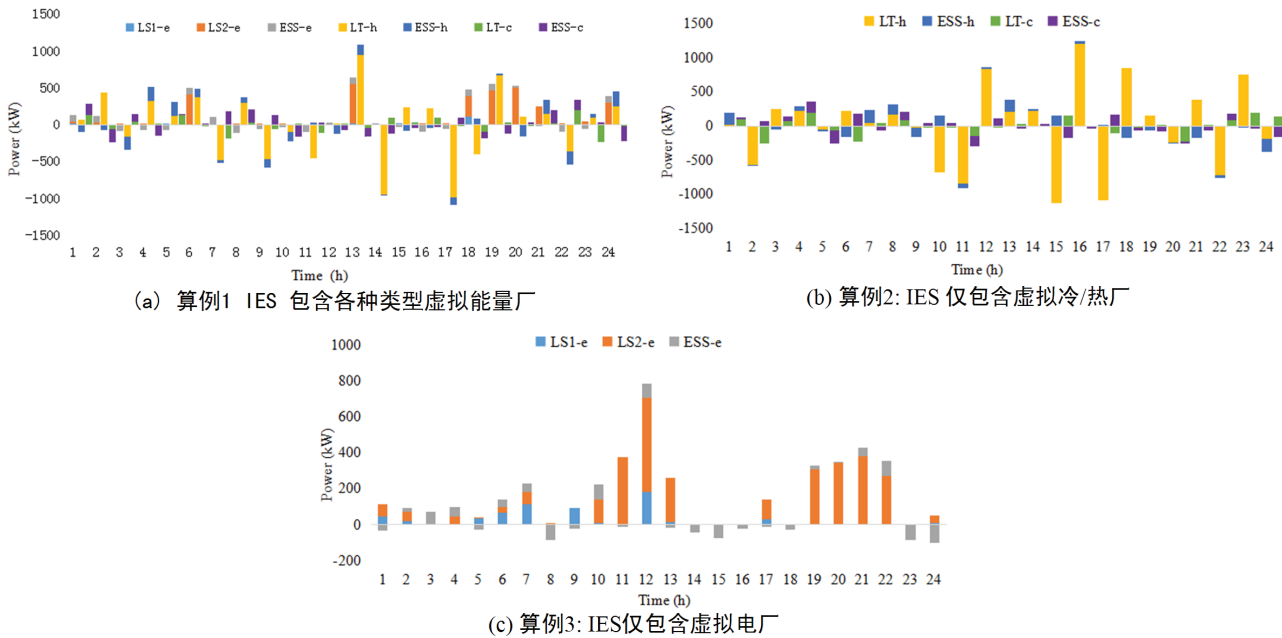 LS1-e LS2-e ESS-e LT-h ESS-h LT-c ESS-c
Power (kW)
1500
1000
500
0
-500
-1000
-1500
1 2 3 4 5 6 7 8 9 10 11 12 13 14 15 16 17 18 19 20 21 22 23 24
Time (h)
(a) 算例1 IES 包含各种类型虚拟能量厂
LT-h ESS-h LT-c ESS-c
Power (kW)
1500
1000
500
0
-500
-1000
-1500
1 2 3 4 5 6 7 8 9 10 11 12 13 14 15 16 17 18 19 20 21 22 23 24
Time (h)
(b) 算例2: IES 仅包含虚拟冷/热厂
LS1-e LS2-e ESS-e
Power (kW)
1000
800
600
400
200
0
-200
1 2 3 4 5 6 7 8 9 10 11 12 13 14 15 16 17 18 19 20 21 22 23 24
Time (h)
(c) 算例3: IES仅包含虚拟电厂